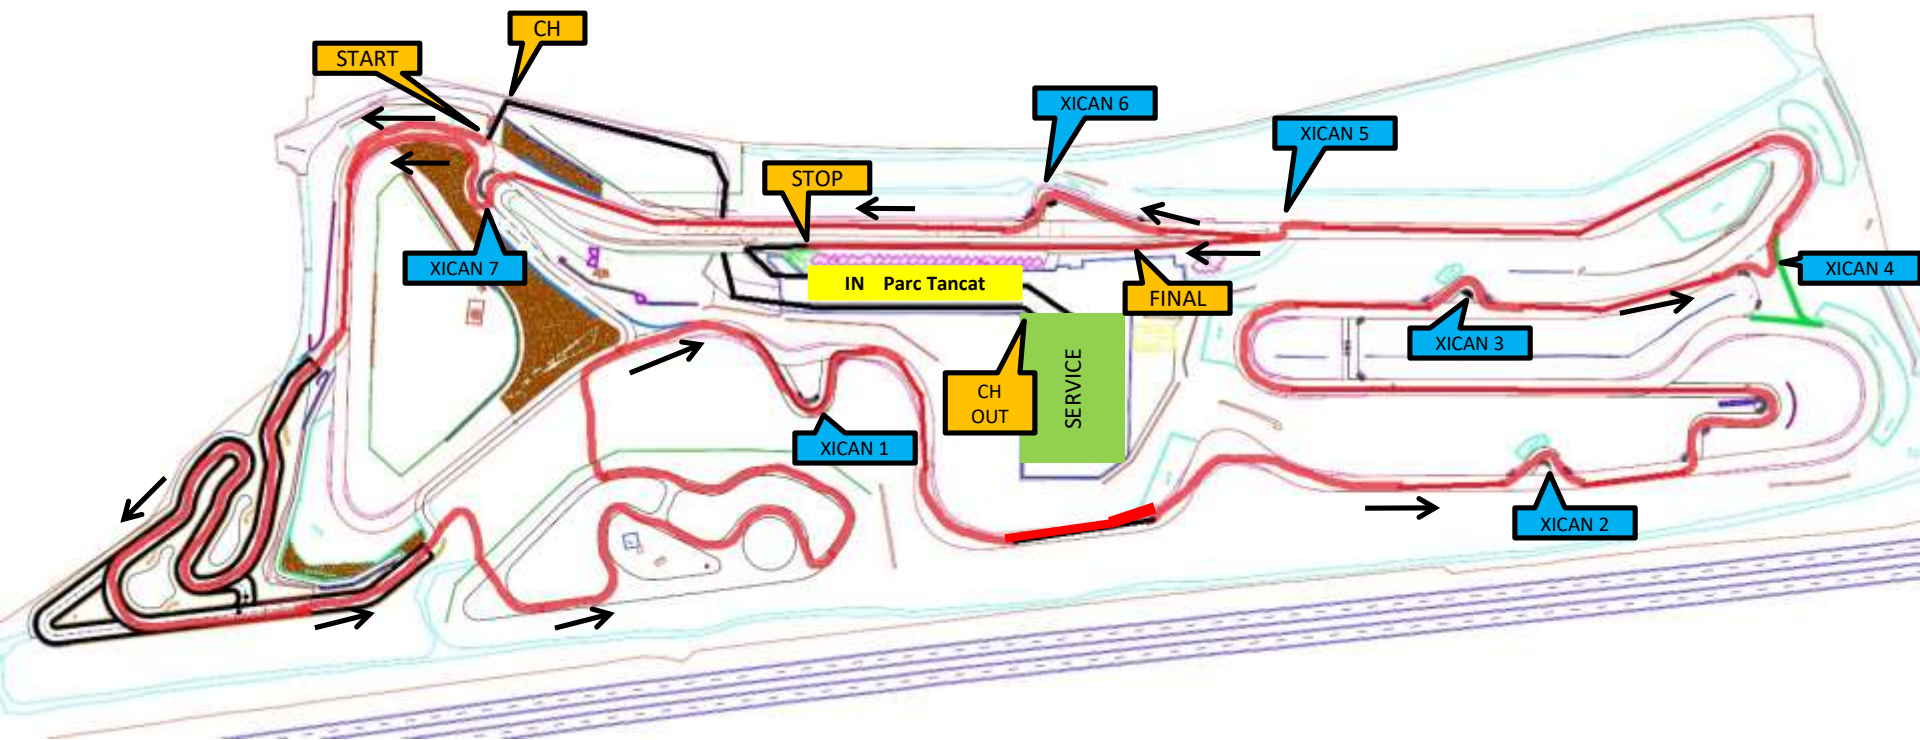 CH
START
XICAN 6
XICAN 5
STOP
XICAN 7
XICAN 4
IN Parc Tancat
FINAL
XICAN 3
SERVICE
CH
OUT
XICAN 1
XICAN 2